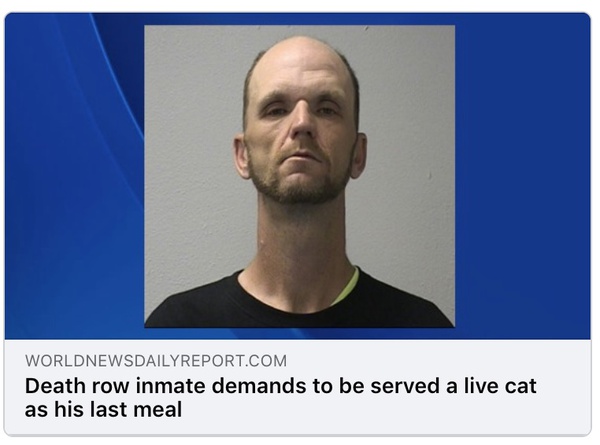 WORLDNEWSDAILYREPORT.COM
Death row inmate demands to be served a live cat
as his last meal